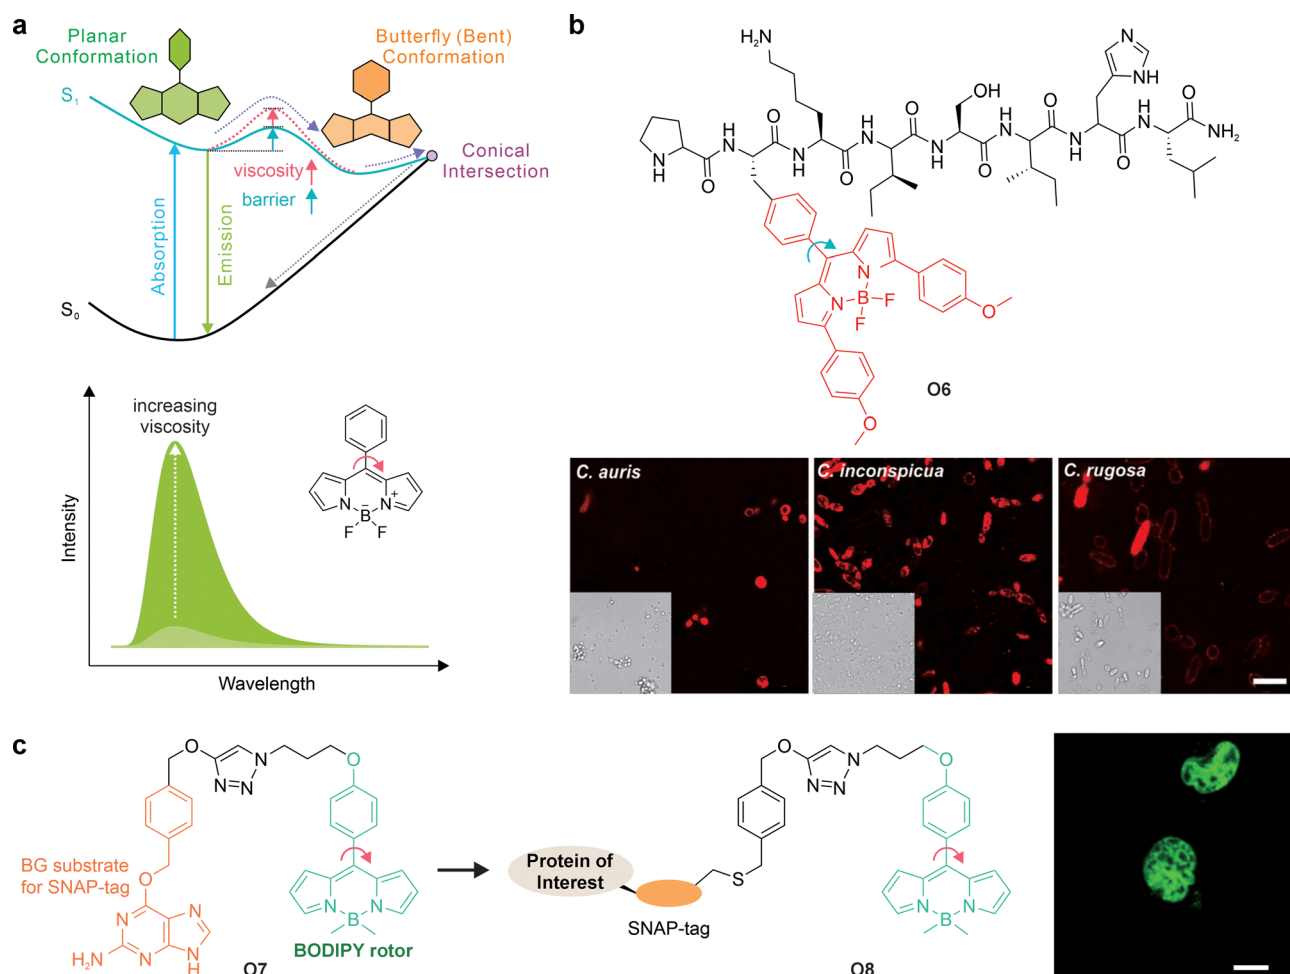 a
Planar
Conformation
Butterfly (Bent)
Conformation
S1
viscosity
barrier
Conical
Intersection
Absorption
Emission
S0
increasing
viscosity
Intensity
Wavelength
N
N
+
B
F
F
b
H2N
N
NH
OH
O
O
O
O
H
N
H
N
H
N
H
N
H
N
H
N
H
N
NH2
NH
O
O
O
O
N
N
B
F
F
O
O
O6
C. auris
C. inconspicua
C. rugosa
c
O
N
N=N
O
BG substrate
for SNAP-tag
O
N
N
N
N
H
H2N
N
N
B
BODIPY rotor
O7
Protein of
Interest
SNAP-tag
S
O
N
N=N
O
N
N
B
O8